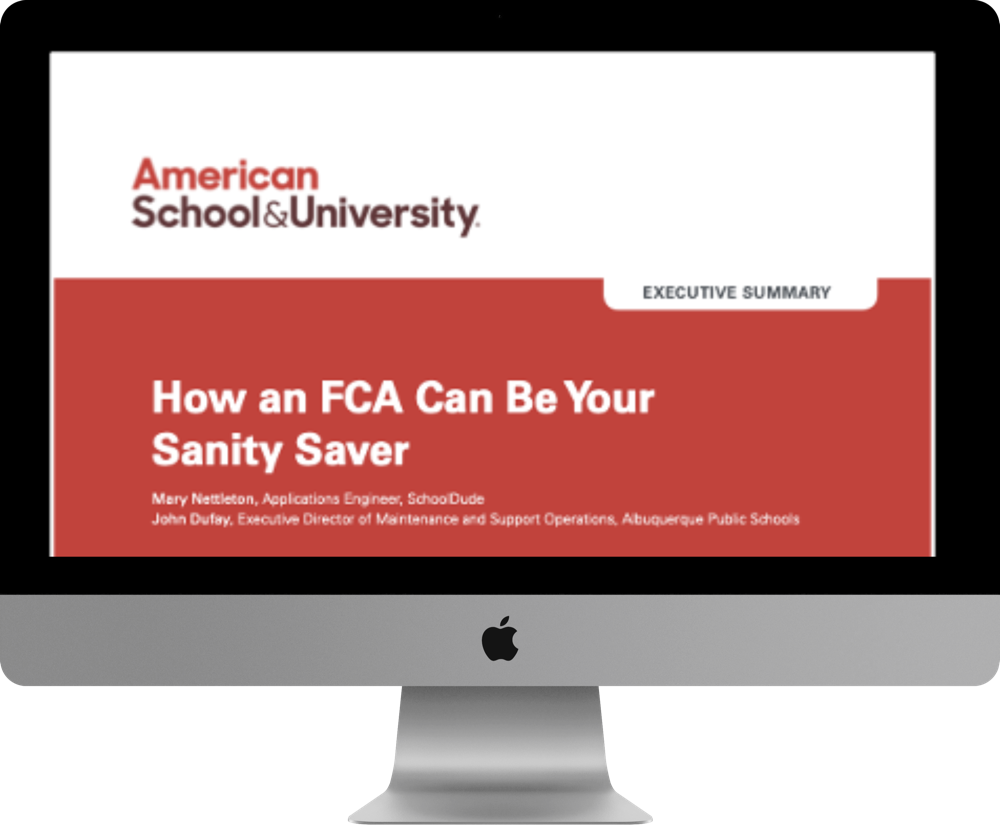 American
School&University.
EXECUTIVE SUMMARY
How an FCA Can Be Your
Sanity Saver
Mary Nettleton, Applications Engineer, SchoolDude
John Dufay, Executive Director of Maintenance and Support Operations, Albuquerque Public Schools